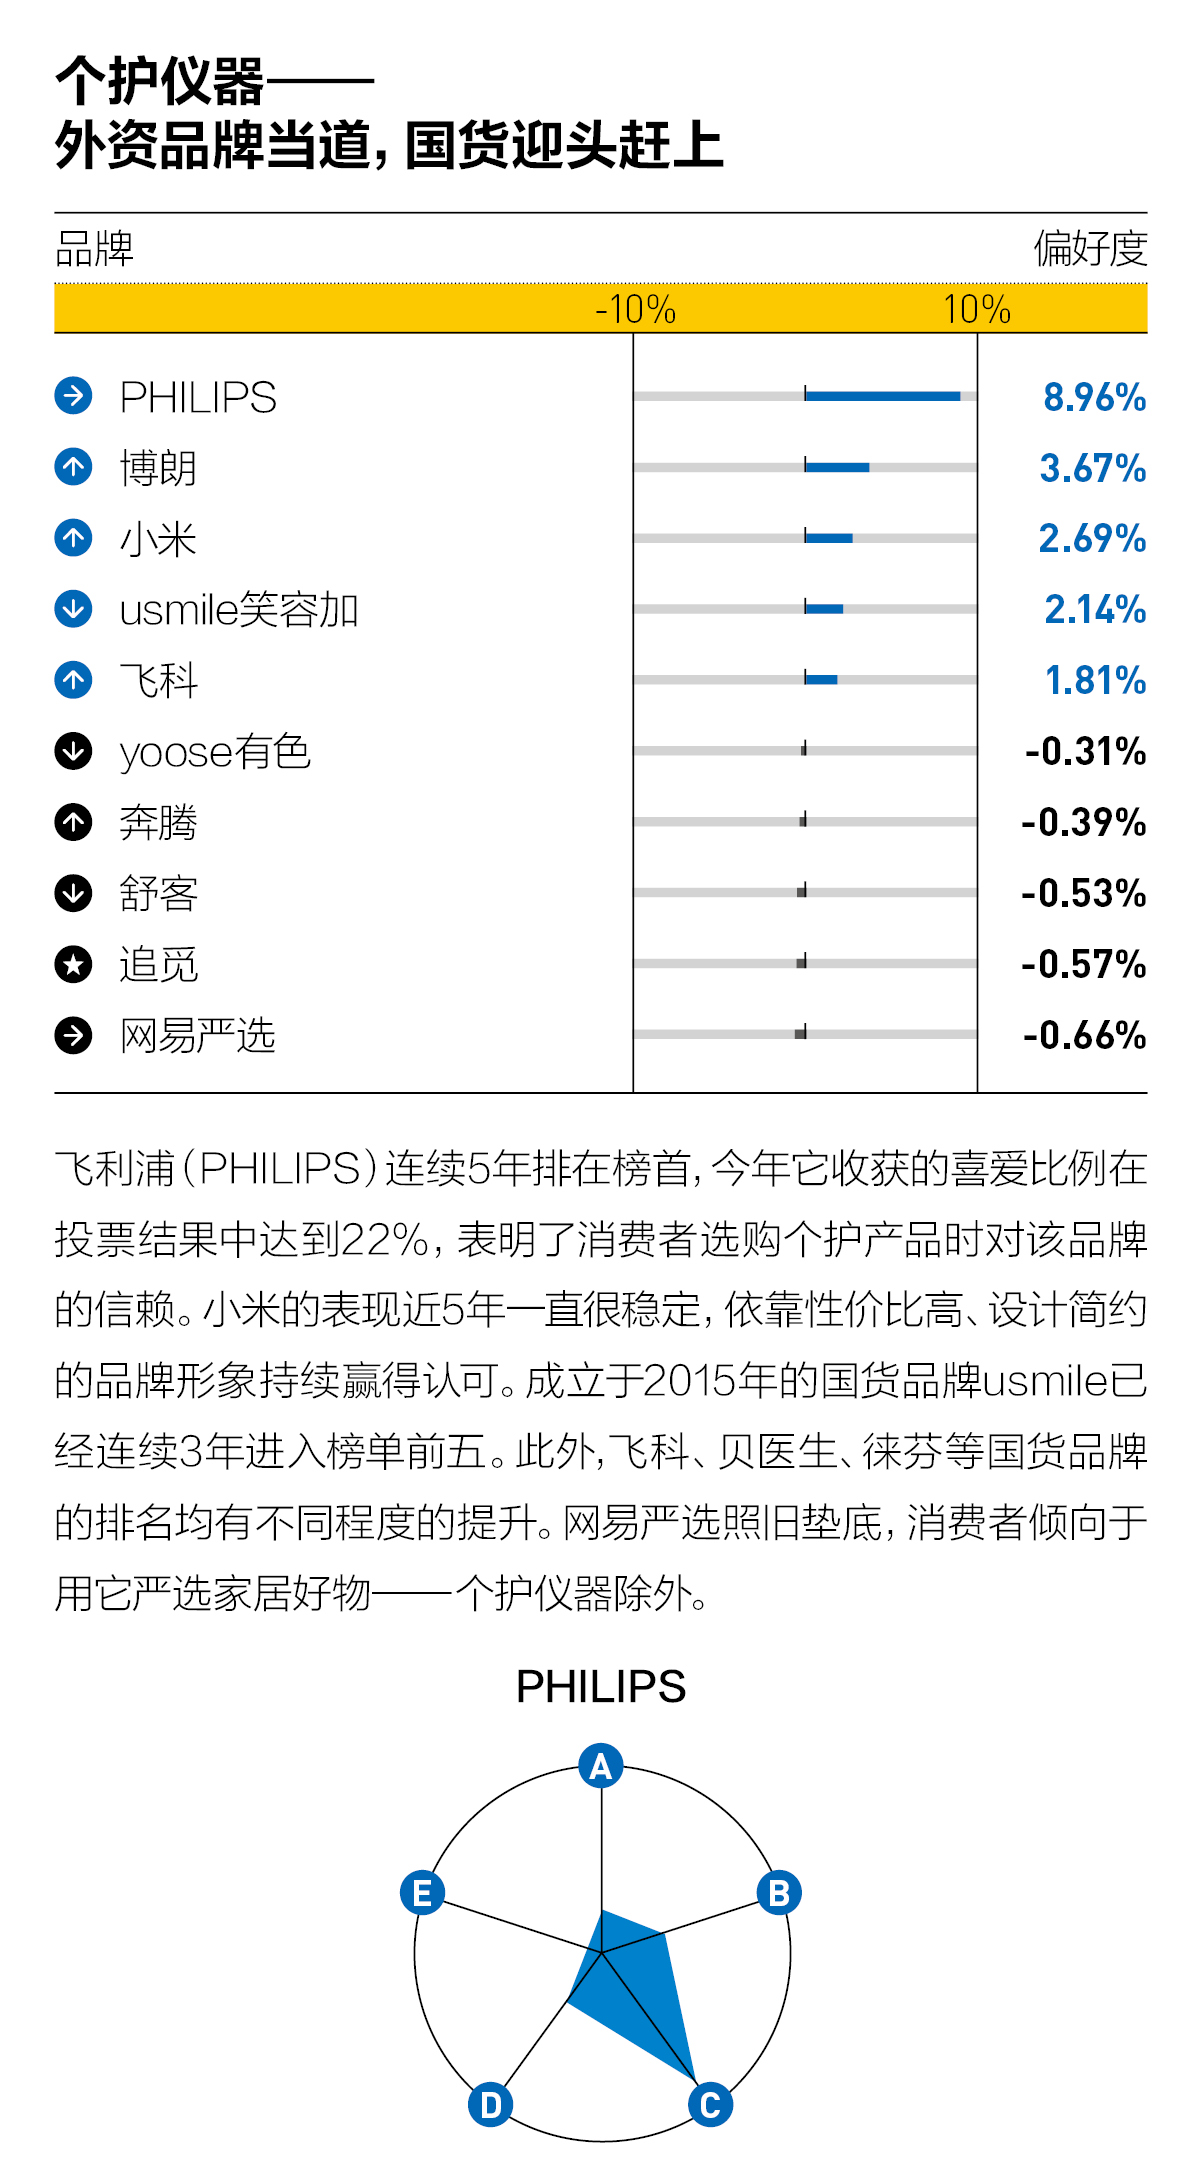 个护仪器——
外资品牌当道，国货迎头赶上
品牌 偏好度
-10% 10%
PHILIPS 8.96%
博朗 3.67%
小米 2.69%
usmile笑容加 2.14%
飞科 1.81%
yoose有色 -0.31%
奔腾 -0.39%
舒客 -0.53%
追觅 -0.57%
网易严选 -0.66%
飞利浦（PHILIPS）连续5年排在榜首，今年它收获的喜爱比例在
投票结果中达到22%，表明了消费者选购个护产品时对该品牌
的信赖。小米的表现近5年一直很稳定，依靠性价比高、设计简约
的品牌形象持续赢得认可。成立于2015年的国货品牌usmile已
经连续3年进入榜单前五。此外，飞科、贝医生、徕芬等国货品牌
的排名均有不同程度的提升。网易严选照旧垫底，消费者倾向于
用它严选家居好物——个护仪器除外。
PHILIPS
A
E B
D C